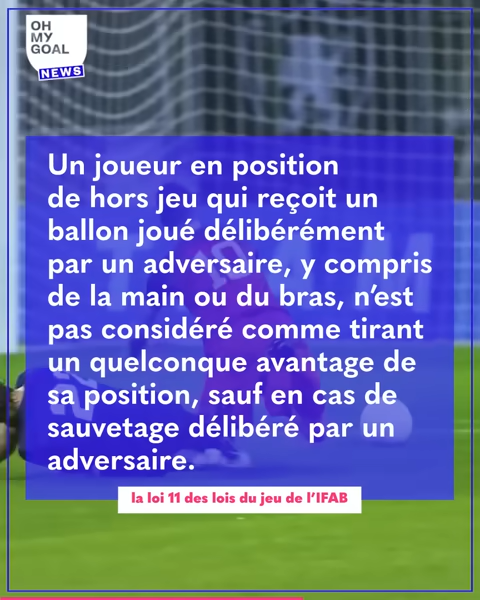 OH
MY
GOAL
NEWS
Un joueur en position
de hors jeu qui reçoit un
ballon joué délibérément
par un adversaire, y compris
de la main ou du bras, n’est
pas considéré comme tirant
un quelconque avantage de
sa position, sauf en cas de
sauvetage délibéré par un
adversaire.
la loi 11 des lois du jeu de l’IFAB